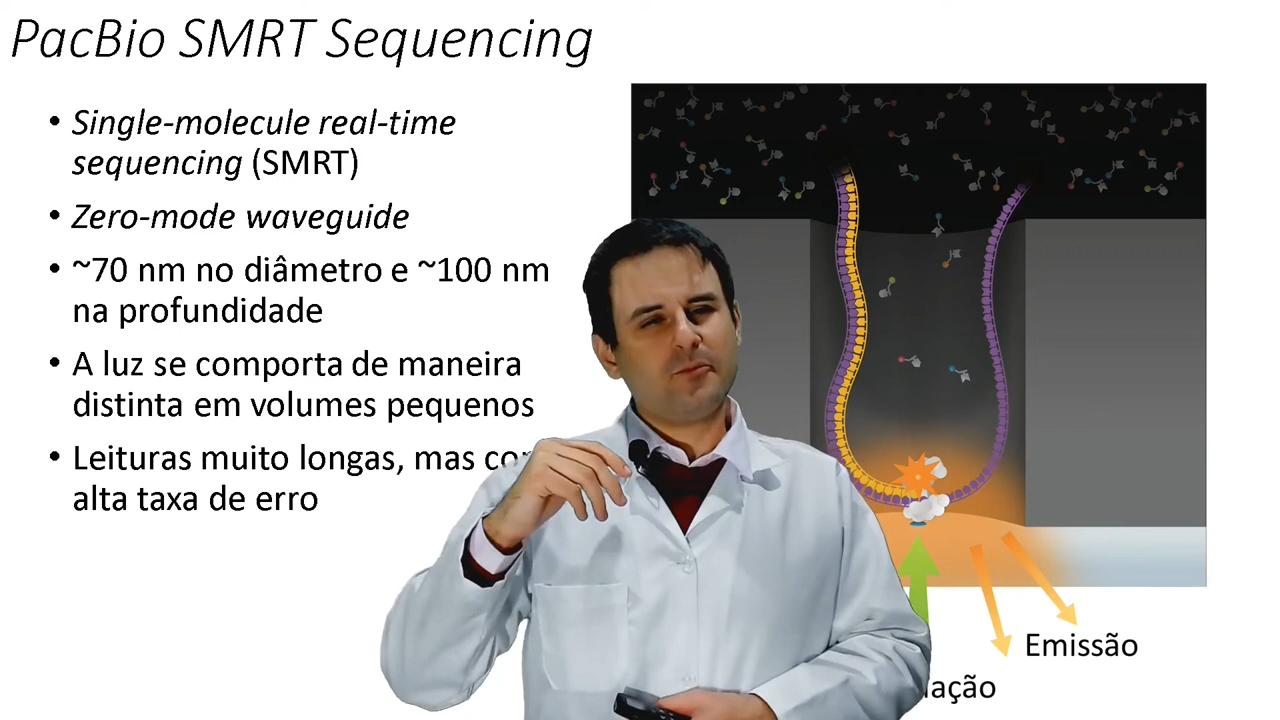 PacBio SMRT Sequencing
• Single-molecule real-time
sequencing (SMRT)
• Zero-mode waveguide
• ~70 nm no diâmetro e ~100 nm
na profundidade
• A luz se comporta de maneira
distinta em volumes pequenos
• Leituras muito longas, mas
alta taxa de erro
Emissão